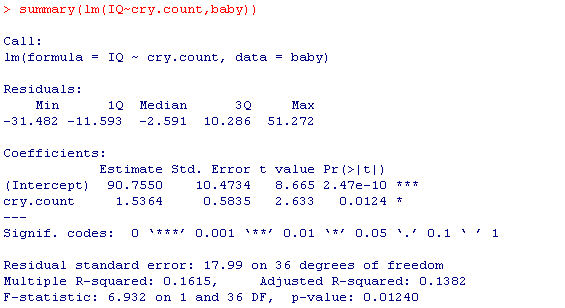 > summary(lm(IQ~cry.count,baby))
Call:
lm(formula = IQ ~ cry.count, data = baby)
Residuals:
    Min      1Q  Median      3Q     Max
-31.482 -11.593  -2.591  10.286  51.272
Coefficients:
            Estimate Std. Error t value Pr(>|t|)
(Intercept)  90.7550    10.4734   8.665 2.47e-10 ***
cry.count     1.5364     0.5835   2.633   0.0124 *
---
Signif. codes:  0 ‘***’ 0.001 ‘**’ 0.01 ‘*’ 0.05 ‘.’ 0.1 ‘ ’ 1
Residual standard error: 17.99 on 36 degrees of freedom
Multiple R-squared: 0.1615,     Adjusted R-squared: 0.1382
F-statistic: 6.932 on 1 and 36 DF,  p-value: 0.01240